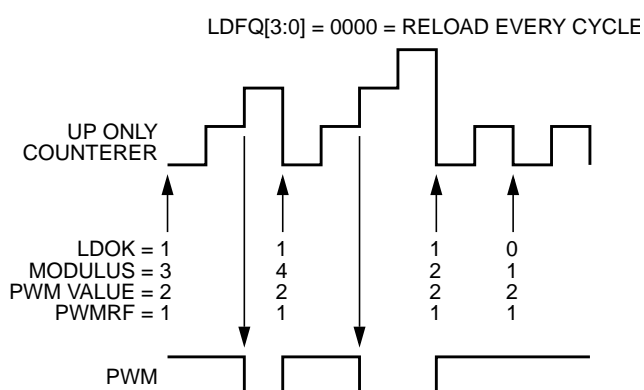 LDFQ[3:0] = 0000 = RELOAD EVERY CYCLE
UP ONLY
COUNTERER
LDOK = 1 1 1 0
MODULUS = 3 4 2 1
PWM VALUE = 2 2 2 2
PWMRF = 1 1 1 1
PWM